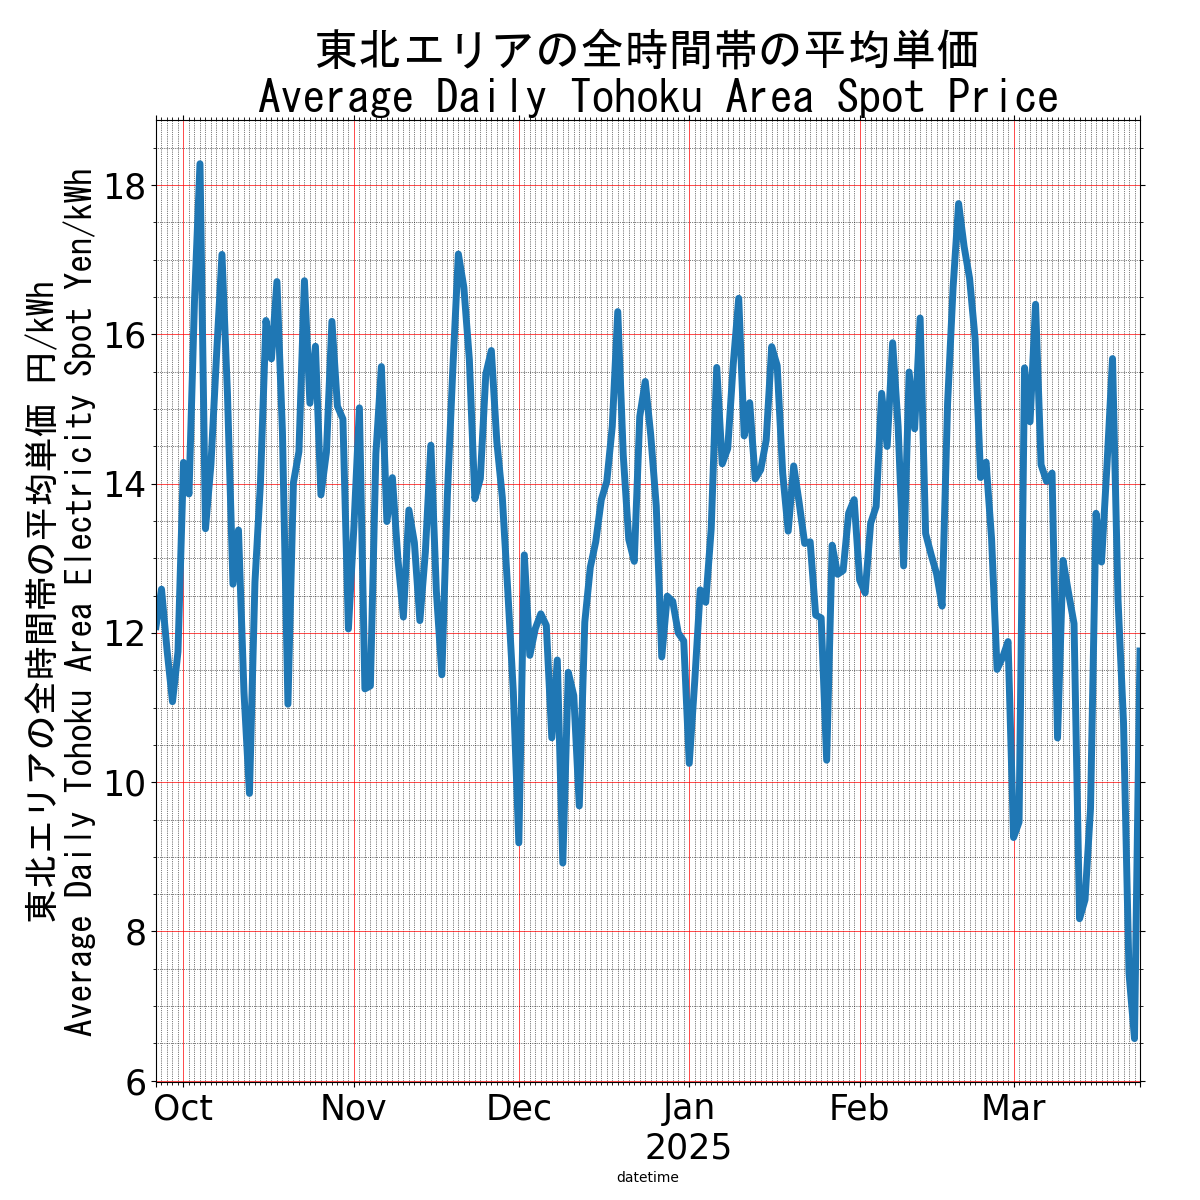 東北エリアの全時間帯の平均単価
Average Daily Tohoku Area Spot Price
東北エリアの全時間帯の平均単価 円/kWh
Average Daily Tohoku Area Electricity Spot Yen/kWh
18
16
14
12
10
8
6
Oct Nov Dec Jan Feb Mar
2025
datetime